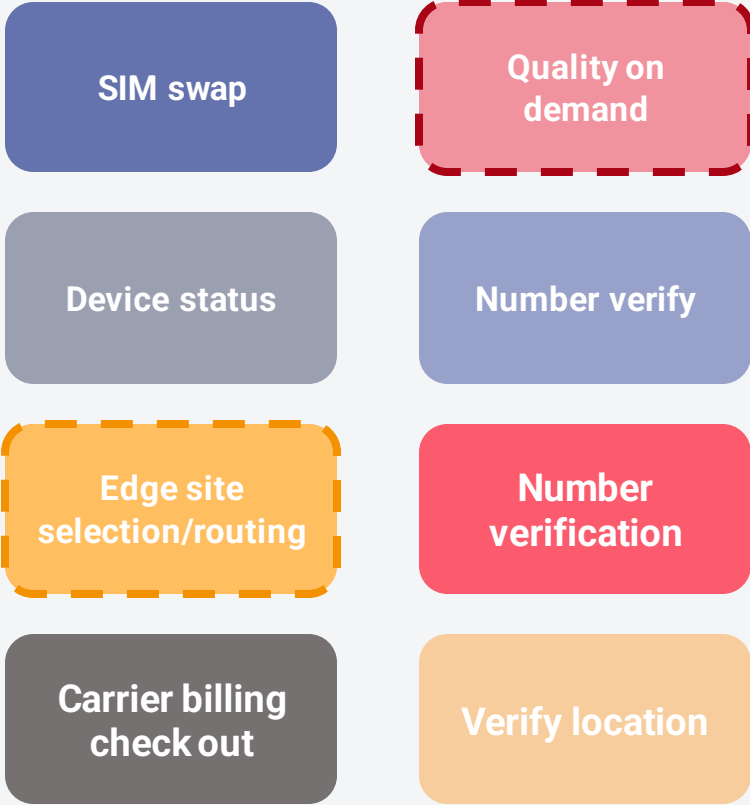 SIM swap
Quality on
demand
Device status
Number verify
Edge site
selection/routing
Number
verification
Carrier billing
check out
Verify location